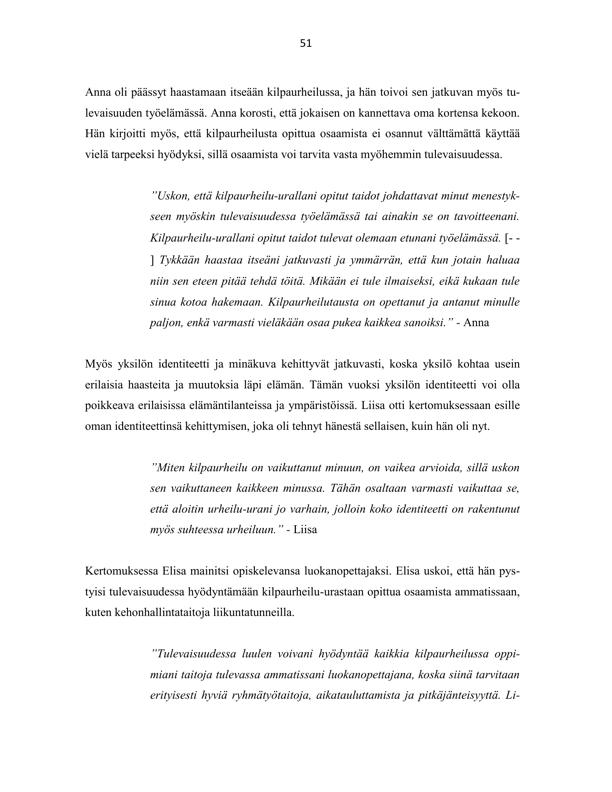 51
Anna oli päässyt haastamaan itseään kilpaurheilussa, ja hän toivoi sen jatkuvan myös tu-
levaisuuden työelämässä. Anna korosti, että jokaisen on kannettava oma kortensa kekoon.
Hän kirjoitti myös, että kilpaurheilusta opittua osaamista ei osannut välttämättä käyttää
vielä tarpeeksi hyödyksi, sillä osaamista voi tarvita vasta myöhemmin tulevaisuudessa.
”Uskon, että kilpaurheilu-urallani opitut taidot johdattavat minut menestyk-
seen myöskin tulevaisuudessa työelämässä tai ainakin se on tavoitteenani.
Kilpaurheilu-urallani opitut taidot tulevat olemaan etunani työelämässä. [- -
] Tykkään haastaa itseäni jatkuvasti ja ymmärrän, että kun jotain haluaa
niin sen eteen pitää tehdä töitä. Mikään ei tule ilmaiseksi, eikä kukaan tule
sinua kotoa hakemaan. Kilpaurheilutausta on opettanut ja antanut minulle
paljon, enkä varmasti vieläkään osaa pukea kaikkea sanoiksi.” - Anna
Myös yksilön identiteetti ja minäkuva kehittyvät jatkuvasti, koska yksilö kohtaa usein
erilaisia haasteita ja muutoksia läpi elämän. Tämän vuoksi yksilön identiteetti voi olla
poikkeava erilaisissa elämäntilanteissa ja ympäristöissä. Liisa otti kertomuksessaan esille
oman identiteettinsä kehittymisen, joka oli tehnyt hänestä sellaisen, kuin hän oli nyt.
”Miten kilpaurheilu on vaikuttanut minuun, on vaikea arvioida, sillä uskon
sen vaikuttaneen kaikkeen minussa. Tähän osaltaan varmasti vaikuttaa se,
että aloitin urheilu-urani jo varhain, jolloin koko identiteetti on rakentunut
myös suhteessa urheiluun.” - Liisa
Kertomuksessa Elisa mainitsi opiskelevansa luokanopettajaksi. Elisa uskoi, että hän pys-
tyisi tulevaisuudessa hyödyntämään kilpaurheilu-urastaan opittua osaamista ammatissaan,
kuten kehonhallintataitoja liikuntatunneilla.
”Tulevaisuudessa luulen voivani hyödyntää kaikkia kilpaurheilussa oppi-
miani taitoja tulevassa ammatissani luokanopettajana, koska siinä tarvitaan
erityisesti hyviä ryhmätyötaitoja, aikatauluttamista ja pitkäjänteisyyttä. Li-